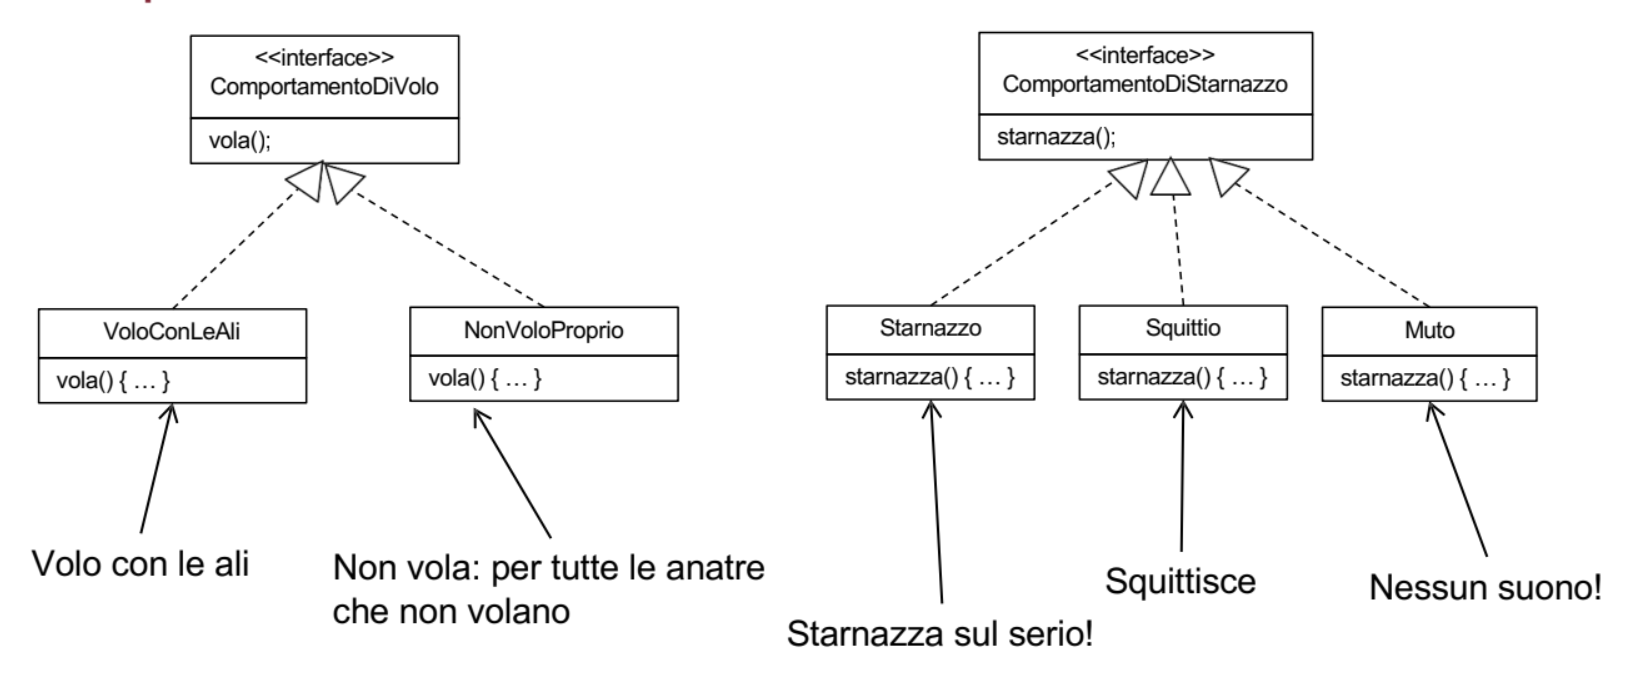 <<interface>>
ComportamentoDiVolo
vola();
VoloConLeAli
vola() { ... }
NonVoloProprio
vola() { ... }
Volo con le ali
Non vola: per tutte le anatre
che non volano
<<interface>>
ComportamentoDiStarnazzo
starnazza();
Starnazzo
starnazza() { ... }
Squittio
starnazza() { ... }
Muto
starnazza() { ... }
Starnazza sul serio!
Squittisce
Nessun suono!